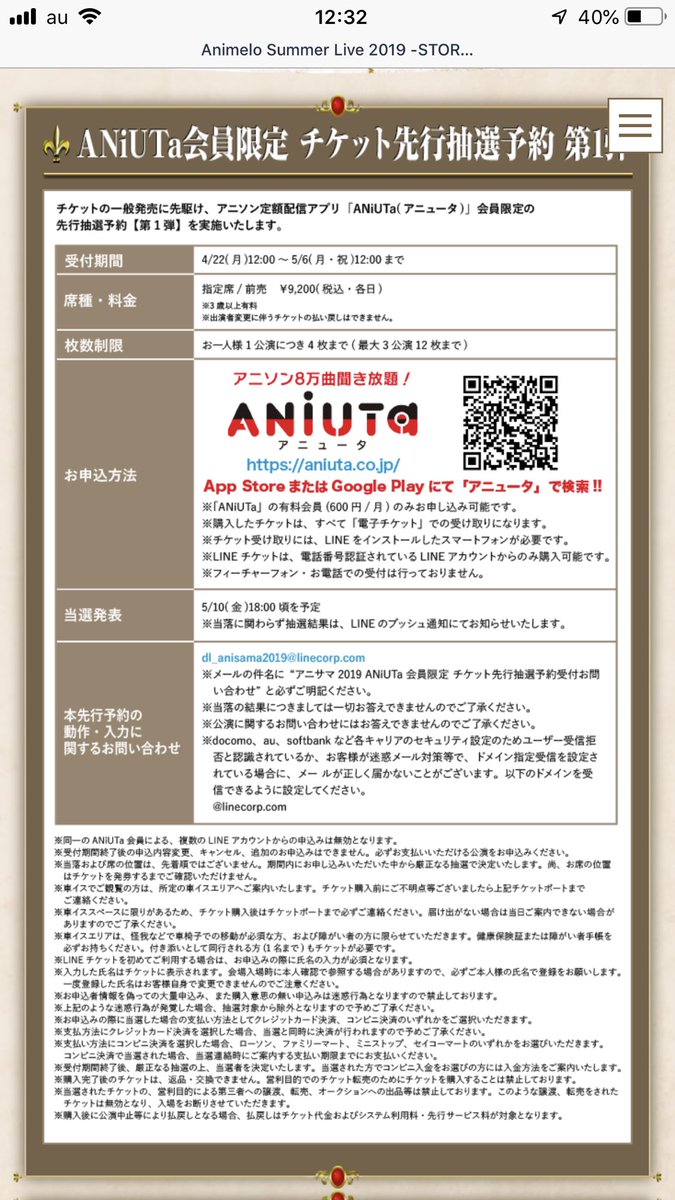 au
12:32
40%
Animelo Summer Live 2019 -STOR...
ANiUTa会員限定 チケット先行抽選予約 第1弾
チケットの一般発売に先駆け、アニソン定額配信アプリ「ANiUTa(アニュータ)」会員限定の
先行抽選予約【第1弾】を実施いたします。
受付期間
4/22(月)12:00 ～ 5/6(月・祝)12:00まで
席種・料金
指定席/前売 ¥9,200(税込・各日)
※3歳以上有料
※出演者変更に伴うチケットの払い戻しはできません。
枚数制限
お一人様1公演につき4枚まで(最大3公演12枚まで)
お申込方法
アニソン8万曲聞き放題！
ANiUTa
アニュータ
https://aniuta.co.jp/
App StoreまたはGoogle Playにて「アニュータ」で検索!!
※「ANiUTa」の有料会員(600円/月)のみお申し込み可能です。
※購入したチケットは、すべて「電子チケット」での受け取りになります。
※チケット受け取りには、LINEをインストールしたスマートフォンが必要です。
※LINEチケットは、電話番号認証されているLINEアカウントからのみ購入可能です。
※フィーチャーフォン・お電話での受付は行っておりません。
当選発表
5/10(金)18:00頃を予定
※当落に関わらず抽選結果は、LINEのプッシュ通知にてお知らせいたします。
本先行予約の
動作・入力に
関するお問い合わせ
dl_anisama2019@linecorp.com
※メールの件名に“アニサマ2019 ANiUTa会員限定 チケット先行抽選予約受付お問
い合わせ”と必ずご明記ください。
※当落の結果につきましては一切お答えできませんのでご了承ください。
※公演に関するお問い合わせにはお答えできませんのでご了承ください。
※docomo、au、softbankなど各キャリアのセキュリティ設定のためユーザー受信拒
否と認識されているか、お客様が迷惑メール対策等で、ドメイン指定受信を設定さ
れている場合に、メールが正しく届かないことがございます。以下のドメインを受
信できるように設定してください。
@linecorp.com
※同一のANiUTa会員による、複数のLINEアカウントからの申込みは無効となります。
※受付期間終了後の申込内容変更、キャンセル、追加のお申込みはできません。必ずお支払いいただける公演をお申込みください。
※当落および席の位置は、先着順ではございません。期間内にお申し込みいただいた中から厳正なる抽選で決定いたします。尚、お席の位置
はチケットを発券するまでご確認いただけません。
※車イスでご観覧の方は、所定の車イスエリアへご案内いたします。チケット購入前にご不明点等ございましたら上記チケットポートまで
ご連絡ください。
※車イススペースに限りがあるため、チケット購入後はチケットポートまで必ずご連絡ください。届け出がない場合は当日ご案内できない場合が
ありますのでご了承ください。
※車イスエリアは、怪我などで車椅子での移動が必須な方、および障がい者の方に限らせていただきます。健康保険証または障がい者手帳を
必ずお持ちください。付き添いとして同行される方(1名まで)もチケットが必要です。
※LINEチケットを初めてご利用する場合は、お申込みの際に氏名の入力が必須となります。
※入力した氏名はチケットに表示されます。会場入場時に本人確認で参照する場合がありますので、必ずご本人様の氏名で登録をお願いします。
一度登録した氏名はお客様自身で変更できませんのでご注意ください。
※お申込者情報を偽っての大量申込み、また購入意思の無い申込みは迷惑行為となりますので禁止しております。
※上記のような迷惑行為が発覚した場合、抽選対象から除外となりますので予めご了承ください。
※お申込みの際に当選した場合の支払い方法としてクレジットカード決済、コンビニ決済のいずれかをご選択いただきます。
※支払方法にクレジットカード決済を選択した場合、当選と同時に決済が行われますので予めご了承ください。
※支払い方法にコンビニ決済を選択した場合、ローソン、ファミリーマート、ミニストップ、セイコーマートのいずれかをお選びいただきます。
コンビニ決済で当選された場合、当選連絡時にご案内する支払い期限までにお支払いください。
※受付期間終了後、厳正なる抽選の上、当選者を決定いたします。当選された方でコンビニ入金をお選びの方には入金方法をご案内いたします。
※購入完了後のチケットは、返品・交換できません。営利目的でのチケット転売のためにチケットを購入することは禁止しております。
※当選されたチケットの、営利目的による第三者への譲渡、転売、オークションへの出品等は禁止しております。このような譲渡、転売をされた
チケットは無効となり、入場をお断りさせていただきます。
※購入後に公演中止等により払戻しとなる場合、払戻しはチケット代金およびシステム利用料・先行サービス料が対象となります。